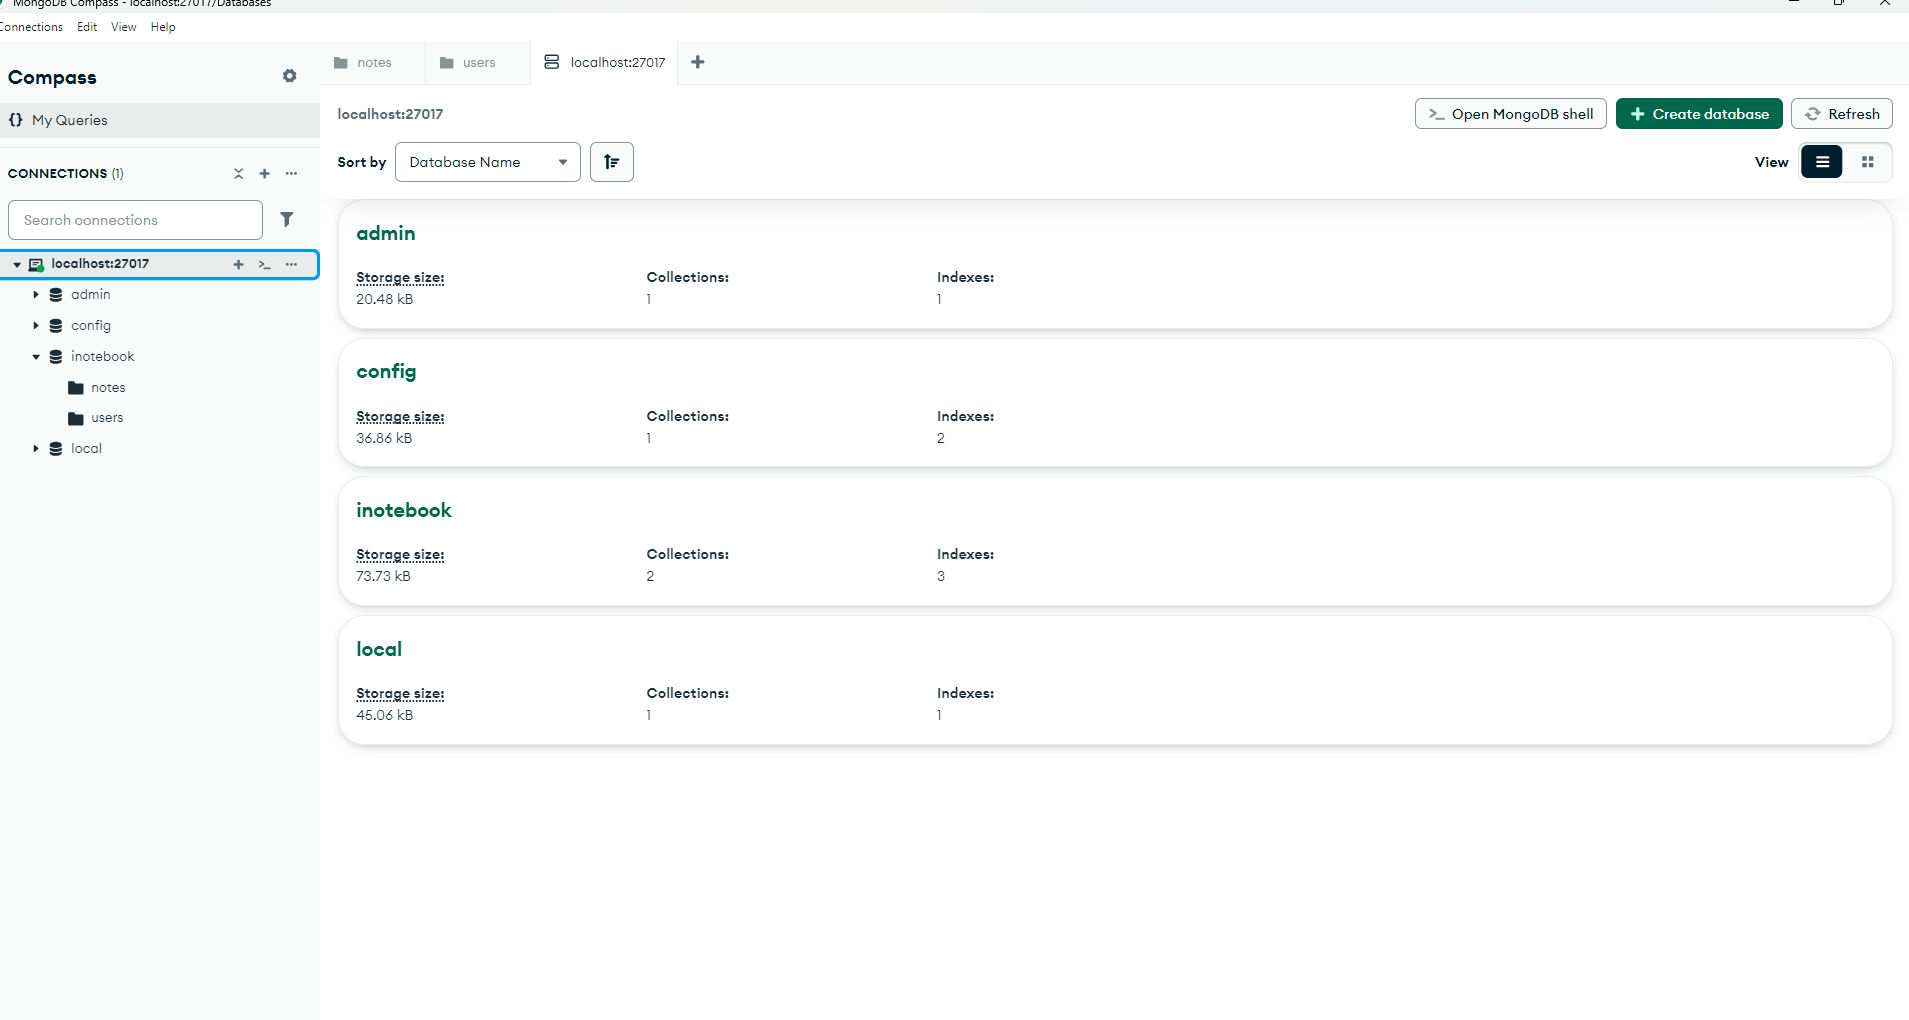 MongoDB Compass - localhost:27017/Databases
Connections Edit View Help
Compass
My Queries
CONNECTIONS (1)
Search connections
localhost:27017
admin
config
inotebook
notes
users
local
notes users localhost:27017
localhost:27017
Open MongoDB shell Create database Refresh
Sort by Database Name View
admin
Storage size: Collections: Indexes:
20.48 kB 1 1
config
Storage size: Collections: Indexes:
36.86 kB 1 2
inotebook
Storage size: Collections: Indexes:
73.73 kB 2 3
local
Storage size: Collections: Indexes:
45.06 kB 1 1